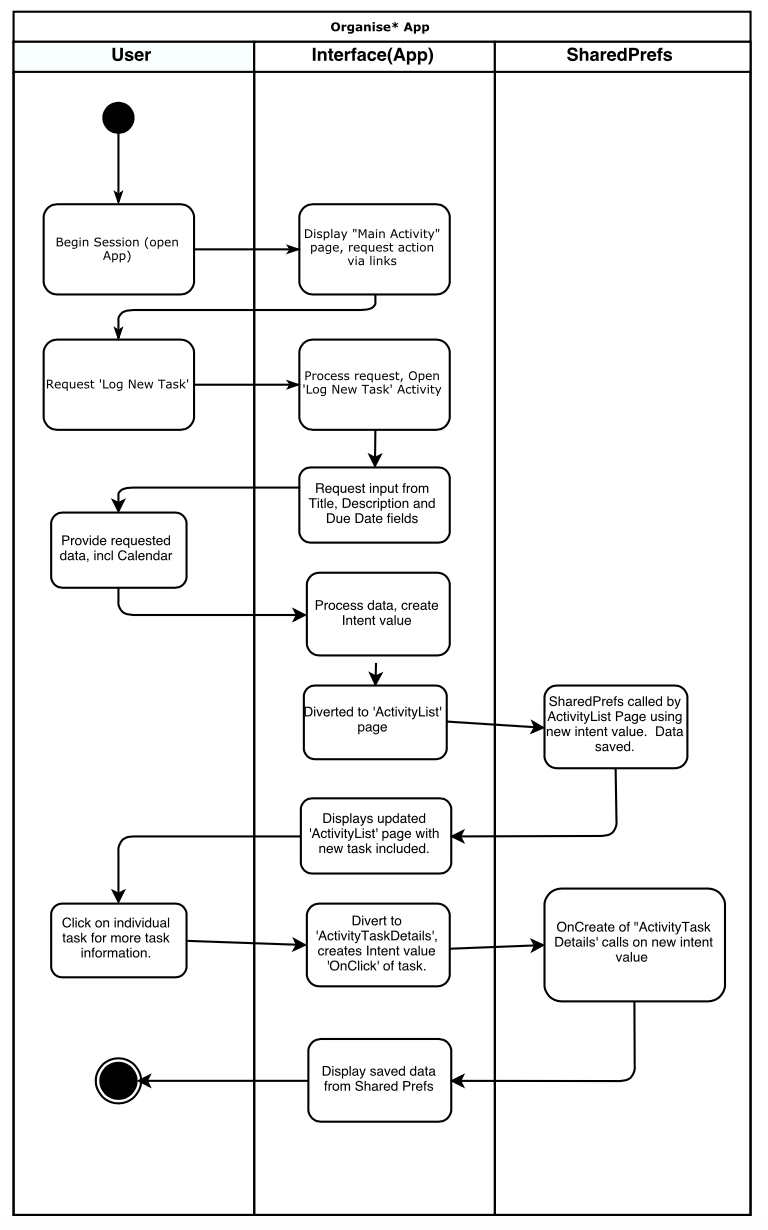 Organise* App
User
Interface(App)
SharedPrefs
Begin Session (open
App)
Display "Main Activity"
page, request action
via links
Request 'Log New Task'
Process request, Open
'Log New Task' Activity
Request input from
Title, Description and
Due Date fields
Provide requested
data, incl Calendar
Process data, create
Intent value
Diverted to 'ActivityList'
page
SharedPrefs called by
ActivityList Page using
new intent value.  Data
saved.
Displays updated
'ActivityList' page with
new task included.
Click on individual
task for more task
information.
Divert to
'ActivityTaskDetails',
creates Intent value
'OnClick' of task.
OnCreate of "ActivityTask
Details' calls on new intent
value
Display saved data
from Shared Prefs